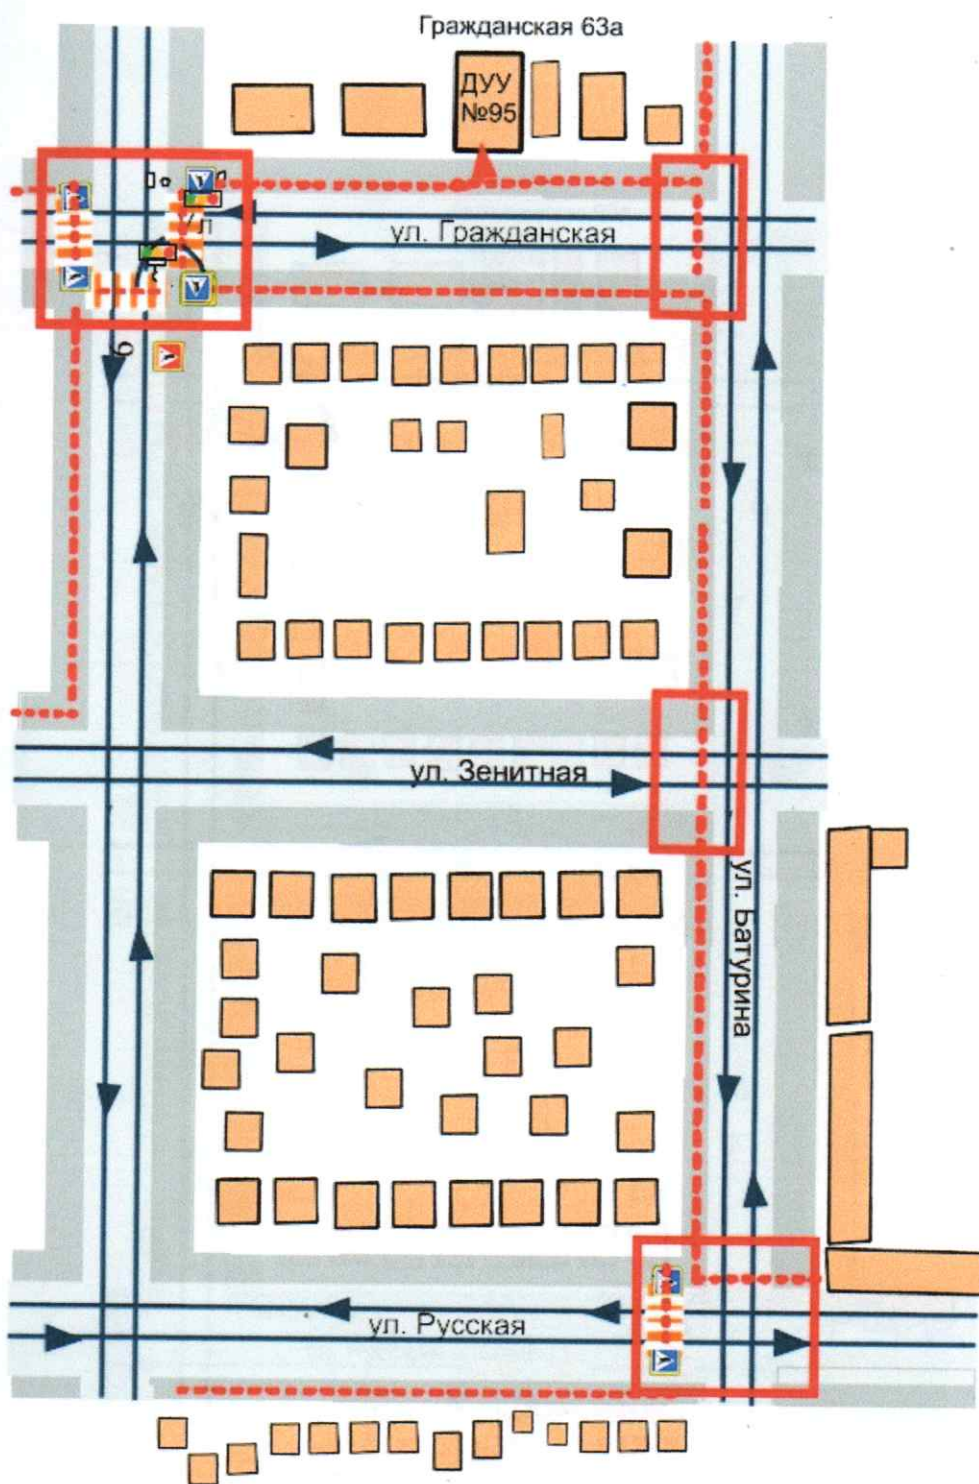 Гражданская 63а
ДУУ
№95
ул. Гражданская
ул. Зенитная
ул. Батурина
ул. Русская